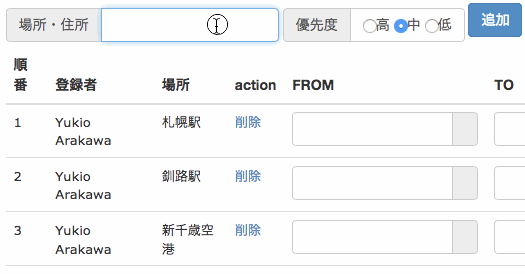 場所・住所 優先度 高 中 低 追加
順番 登録者 場所 action FROM TO
1 Yukio Arakawa 札幌駅 削除
2 Yukio Arakawa 釧路駅 削除
3 Yukio Arakawa 新千歳空港 削除